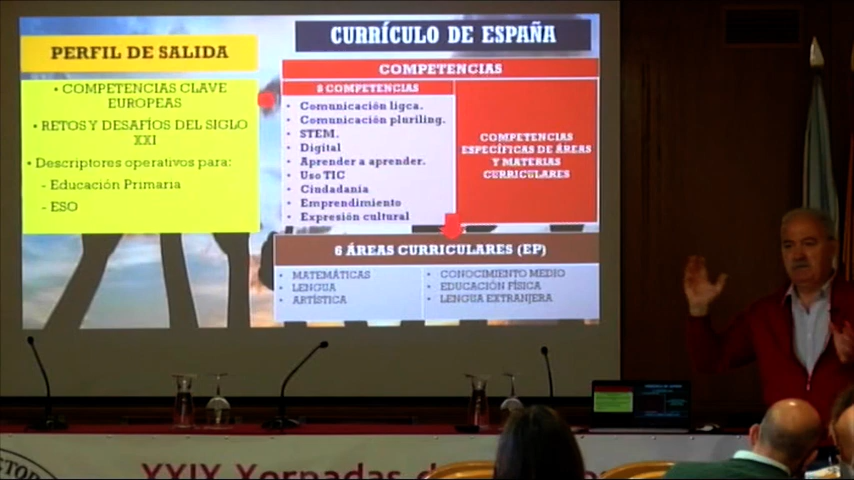 CURRÍCULO DE ESPAÑA
PERFIL DE SALIDA
• COMPETENCIAS CLAVE
EUROPEAS
• RETOS Y DESAFÍOS DEL SIGLO
XXI
• Descriptores operativos para:
- Educación Primaria
- ESO
COMPETENCIAS
8 COMPETENCIAS
• Comunicación ligca.
• Comunicación pluriling.
• STEM.
• Digital
• Aprender a aprender.
• Uso TIC
• Ciudadanía
• Emprendimiento
• Expresión cultural
COMPETENCIAS
ESPECÍFICAS DE ÁREAS
Y MATERIAS
CURRICULARES
6 ÁREAS CURRICULARES (EP)
• MATEMÁTICAS
• LENGUA
• ARTÍSTICA
• CONOCIMIENTO MEDIO
• EDUCACIÓN FÍSICA
• LENGUA EXTRANJERA
XXIX Xornadas